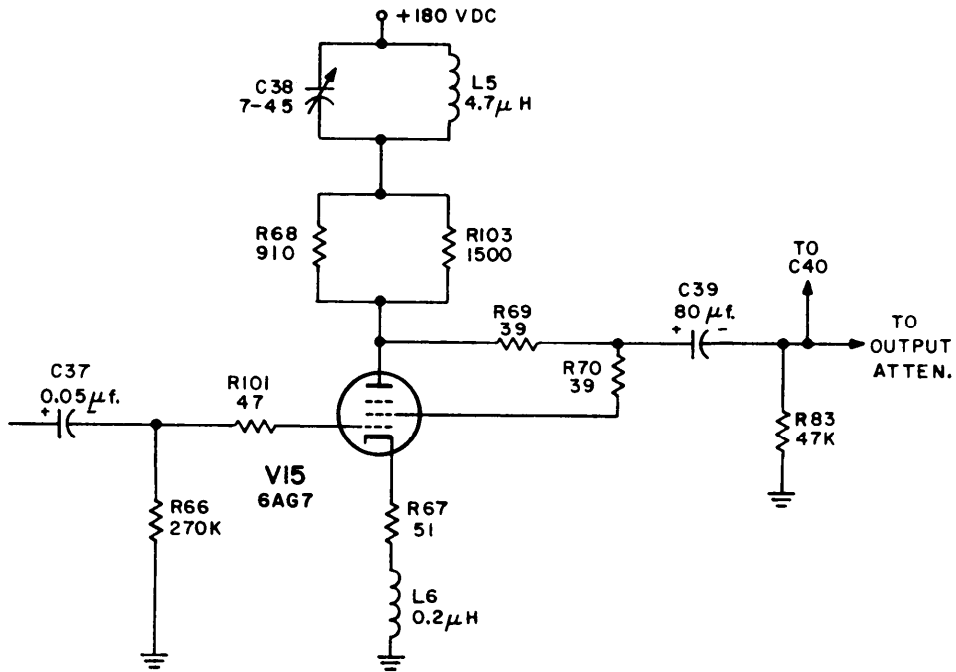 +180 VDC
C38
7-45
L5
4.7μH
R68
910
R103
1500
TO
C40
C39
80 μf.
+ -
R69
39
TO
OUTPUT
ATTEN.
R70
39
C37
0.05μf.
+ -
R101
47
R83
47K
V15
6AG7
R66
270K
R67
51
L6
0.2μH